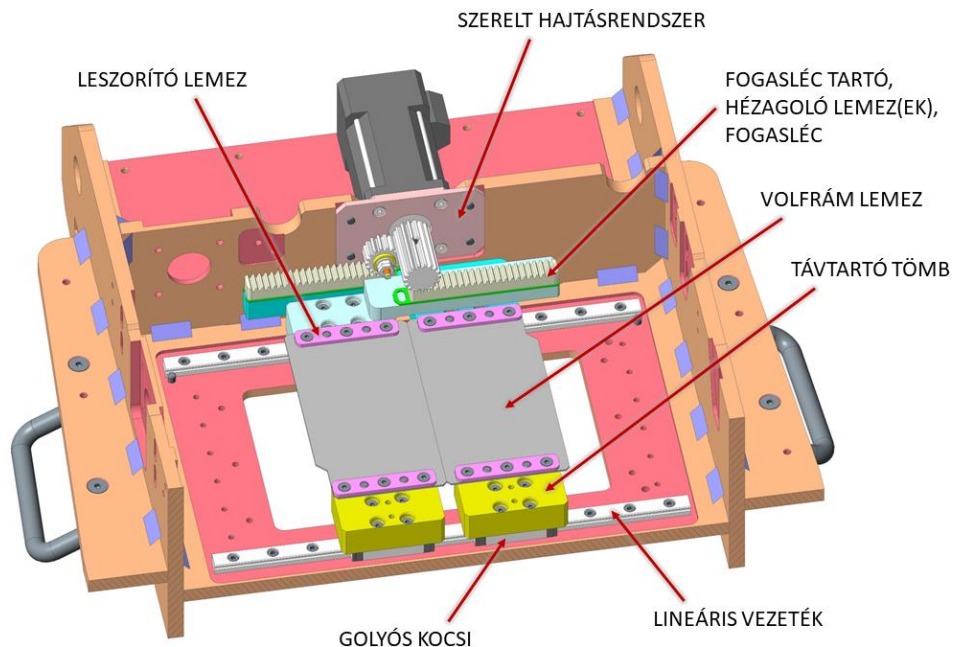 SZERELT HAJTÁSRENDSZER
LESZORÍTÓ LEMEZ
FOGASLÉC TARTÓ,
HÉZAGOLÓ LEMEZ(EK),
FOGASLÉC
VOLFRÁM LEMEZ
TÁVTARTÓ TÖMB
LINEÁRIS VEZETÉK
GOLYÓS KOCSI